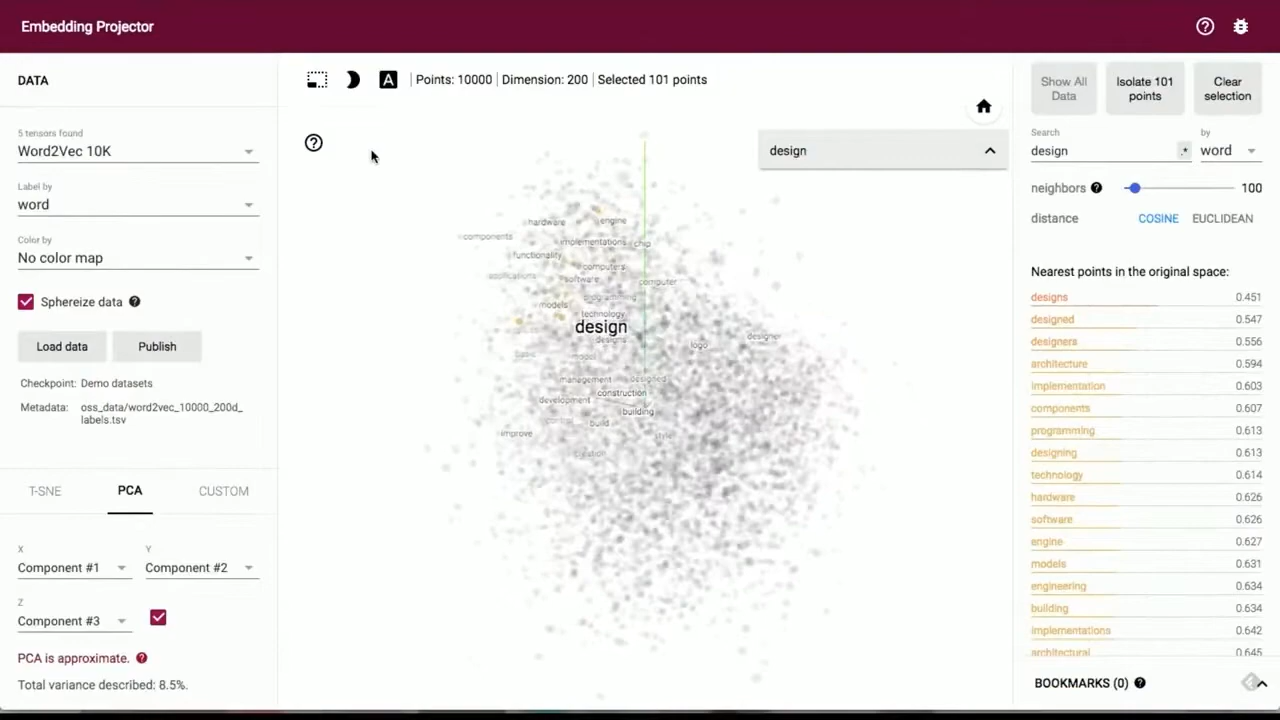 Embedding Projector
DATA
5 tensors found
Word2Vec 10K
Label by
word
Color by
No color map
Sphereize data
Load data
Publish
Checkpoint: Demo datasets
Metadata: oss_data/word2vec_10000_200d_
labels.tsv
T-SNE
PCA
CUSTOM
X
Component #1
Y
Component #2
Z
Component #3
PCA is approximate.
Total variance described: 8.5%.
A
Points: 10000 | Dimension: 200 | Selected 101 points
design
hardware
engine
components
implementations
chip
functionality
computers
applications
software
computer
programming
models
technology
design
designs
logo
designer
model
management
designed
construction
development
building
control
build
improve
style
creation
Show All
Data
Isolate 101
points
Clear
selection
Search
design
.*
by
word
neighbors
100
distance
COSINE
EUCLIDEAN
Nearest points in the original space:
designs 0.451
designed 0.547
designers 0.556
architecture 0.594
implementation 0.603
components 0.607
programming 0.613
designing 0.613
technology 0.614
hardware 0.626
software 0.626
engine 0.627
models 0.631
engineering 0.634
building 0.634
implementations 0.642
architectural 0.645
BOOKMARKS (0)